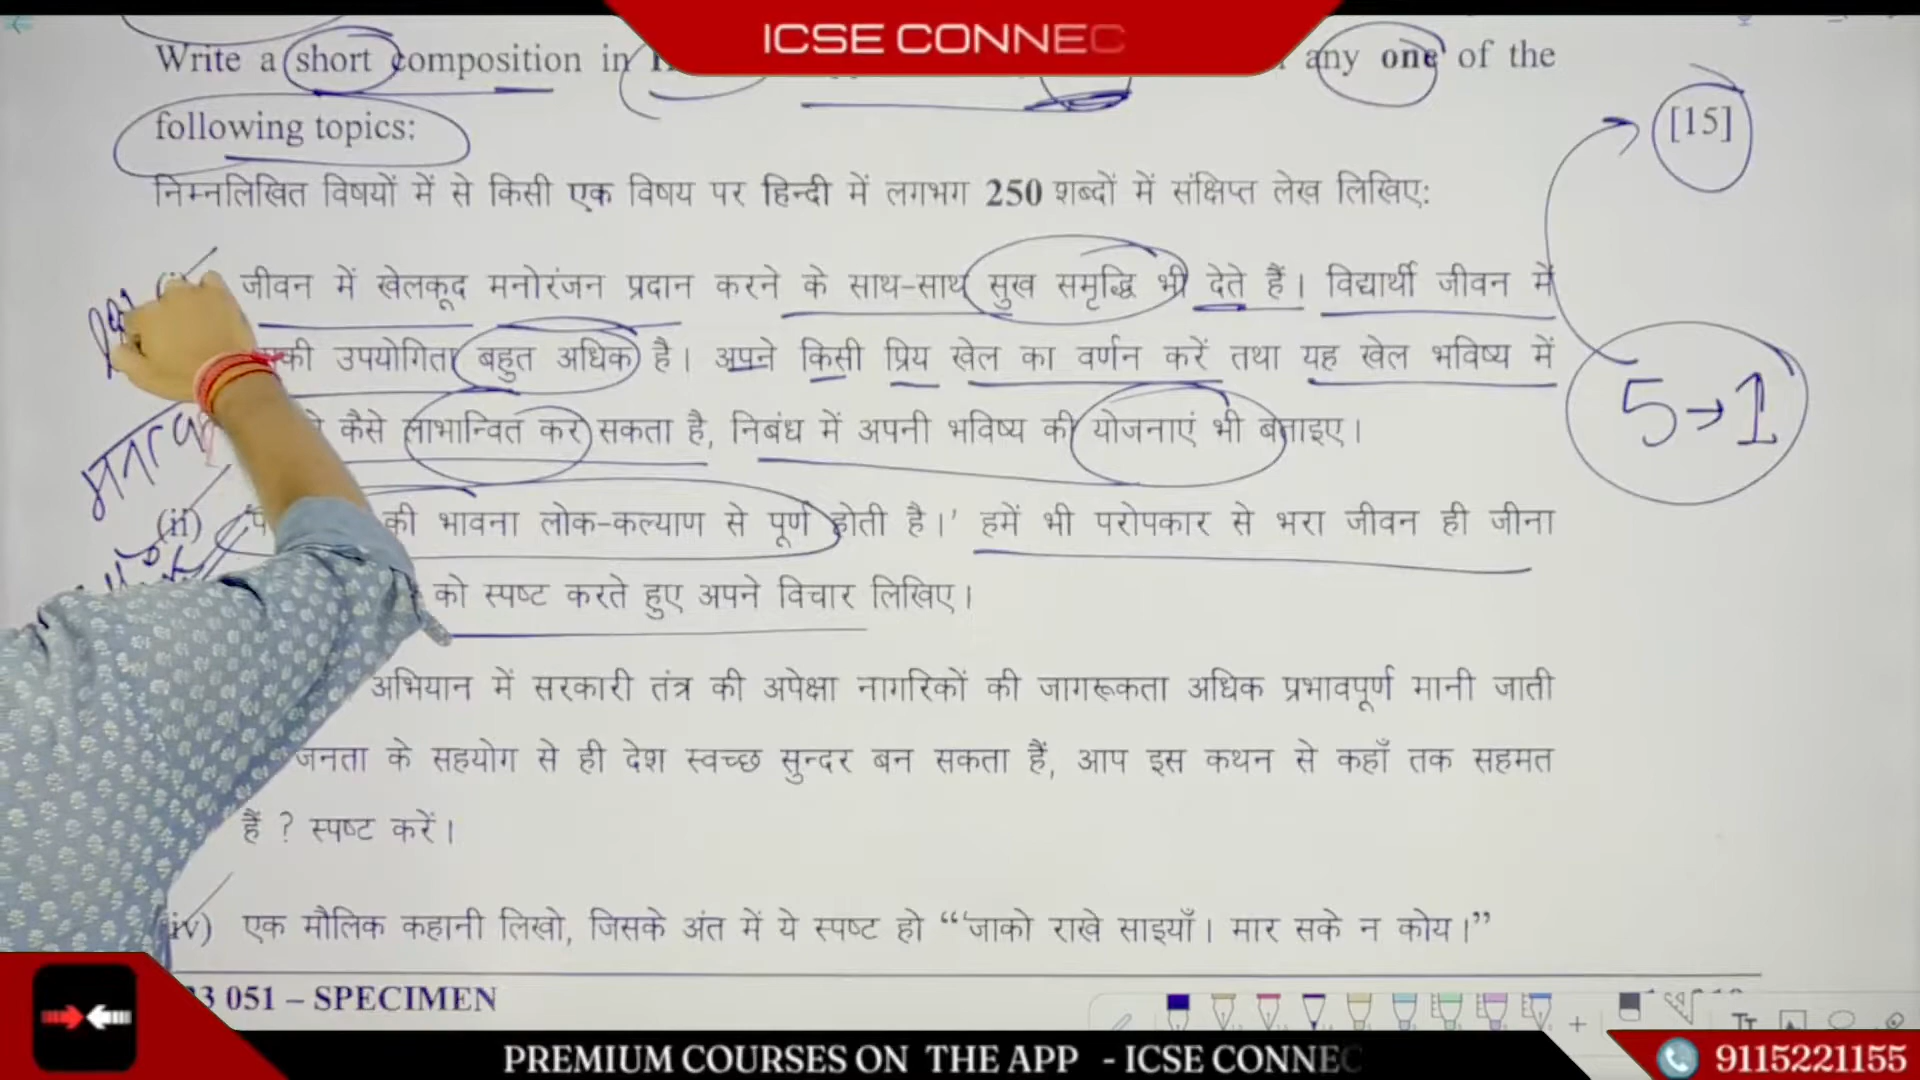 ICSE CONNEC
Write a short composition in any one of the
following topics:
[15]
निम्नलिखित विषयों में से किसी एक विषय पर हिन्दी में लगभग 250 शब्दों में संक्षिप्त लेख लिखिए:
जीवन में खेलकूद मनोरंजन प्रदान करने के साथ-साथ सुख समृद्धि भी देते हैं। विद्यार्थी जीवन में
उपयोगिता बहुत अधिक है। अपने किसी प्रिय खेल का वर्णन करें तथा यह खेल भविष्य में
5→1
कैसे लाभान्वित कर सकता है, निबंध में अपनी भविष्य की योजनाएं भी बताइए।
(ii) की भावना लोक-कल्याण से पूर्ण होती है।' हमें भी परोपकार से भरा जीवन ही जीना
को स्पष्ट करते हुए अपने विचार लिखिए।
अभियान में सरकारी तंत्र की अपेक्षा नागरिकों की जागरूकता अधिक प्रभावपूर्ण मानी जाती
जनता के सहयोग से ही देश स्वच्छ सुन्दर बन सकता हैं, आप इस कथन से कहाँ तक सहमत
हैं ? स्पष्ट करें।
(iv) एक मौलिक कहानी लिखो, जिसके अंत में ये स्पष्ट हो “जाको राखे साइयाँ। मार सके न कोय।”
3 051 – SPECIMEN
PREMIUM COURSES ON THE APP - ICSE CONNEC
9115221155